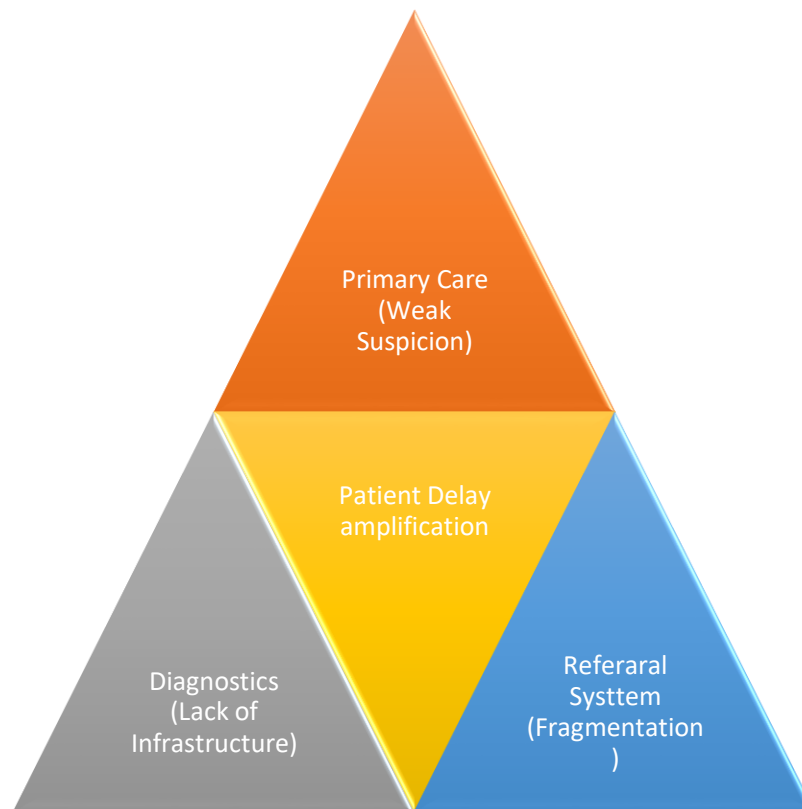 Primary Care
(Weak
Suspicion)
Patient Delay
amplification
Diagnostics
(Lack of
Infrastructure)
Referaral
Systtem
(Fragmentation
)